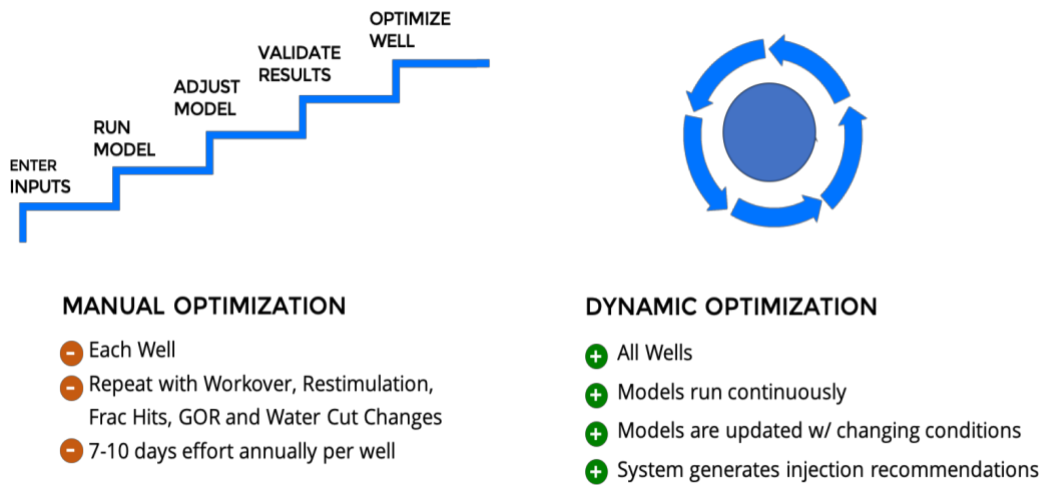 OPTIMIZE
WELL
VALIDATE
RESULTS
ADJUST
MODEL
RUN
MODEL
ENTER
INPUTS
MANUAL OPTIMIZATION
Each Well
Repeat with Workover, Restimulation,
Frac Hits, GOR and Water Cut Changes
7-10 days effort annually per well
DYNAMIC OPTIMIZATION
All Wells
Models run continuously
Models are updated w/ changing conditions
System generates injection recommendations